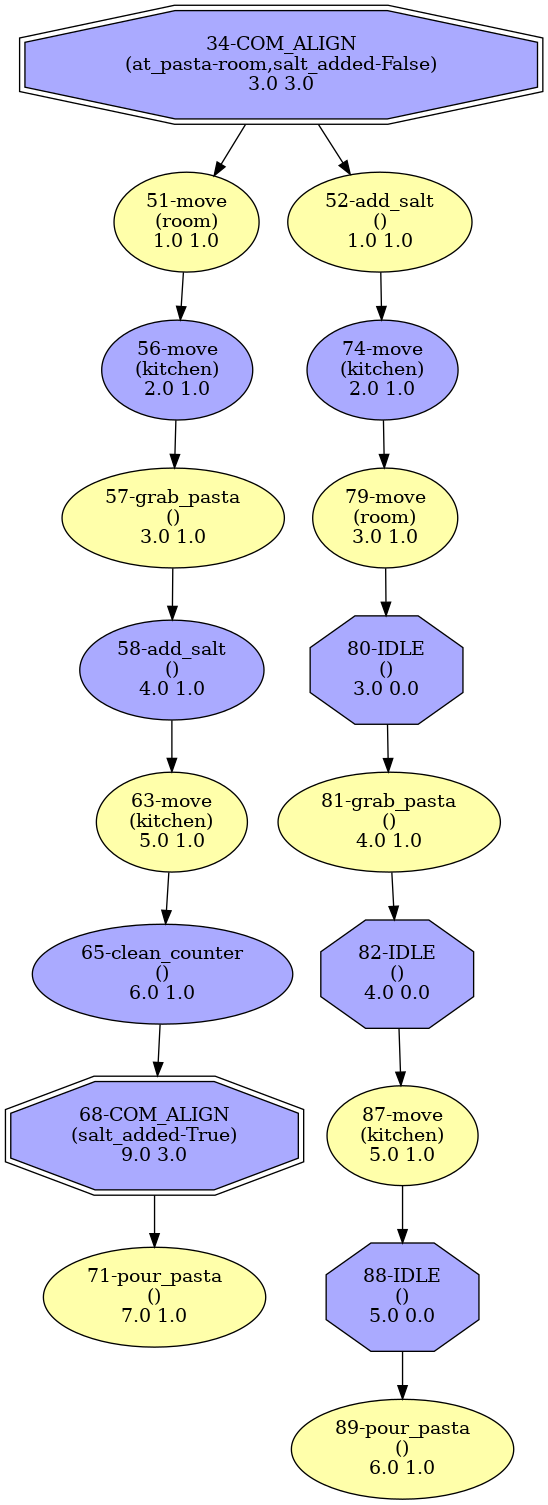 34-COM_ALIGN
(at_pasta-room,salt_added-False)
3.0 3.0
51-move
(room)
1.0 1.0
52-add_salt
()
1.0 1.0
56-move
(kitchen)
2.0 1.0
74-move
(kitchen)
2.0 1.0
57-grab_pasta
()
3.0 1.0
79-move
(room)
3.0 1.0
58-add_salt
()
4.0 1.0
80-IDLE
()
3.0 0.0
63-move
(kitchen)
5.0 1.0
81-grab_pasta
()
4.0 1.0
65-clean_counter
()
6.0 1.0
82-IDLE
()
4.0 0.0
68-COM_ALIGN
(salt_added-True)
9.0 3.0
87-move
(kitchen)
5.0 1.0
71-pour_pasta
()
7.0 1.0
88-IDLE
()
5.0 0.0
89-pour_pasta
()
6.0 1.0